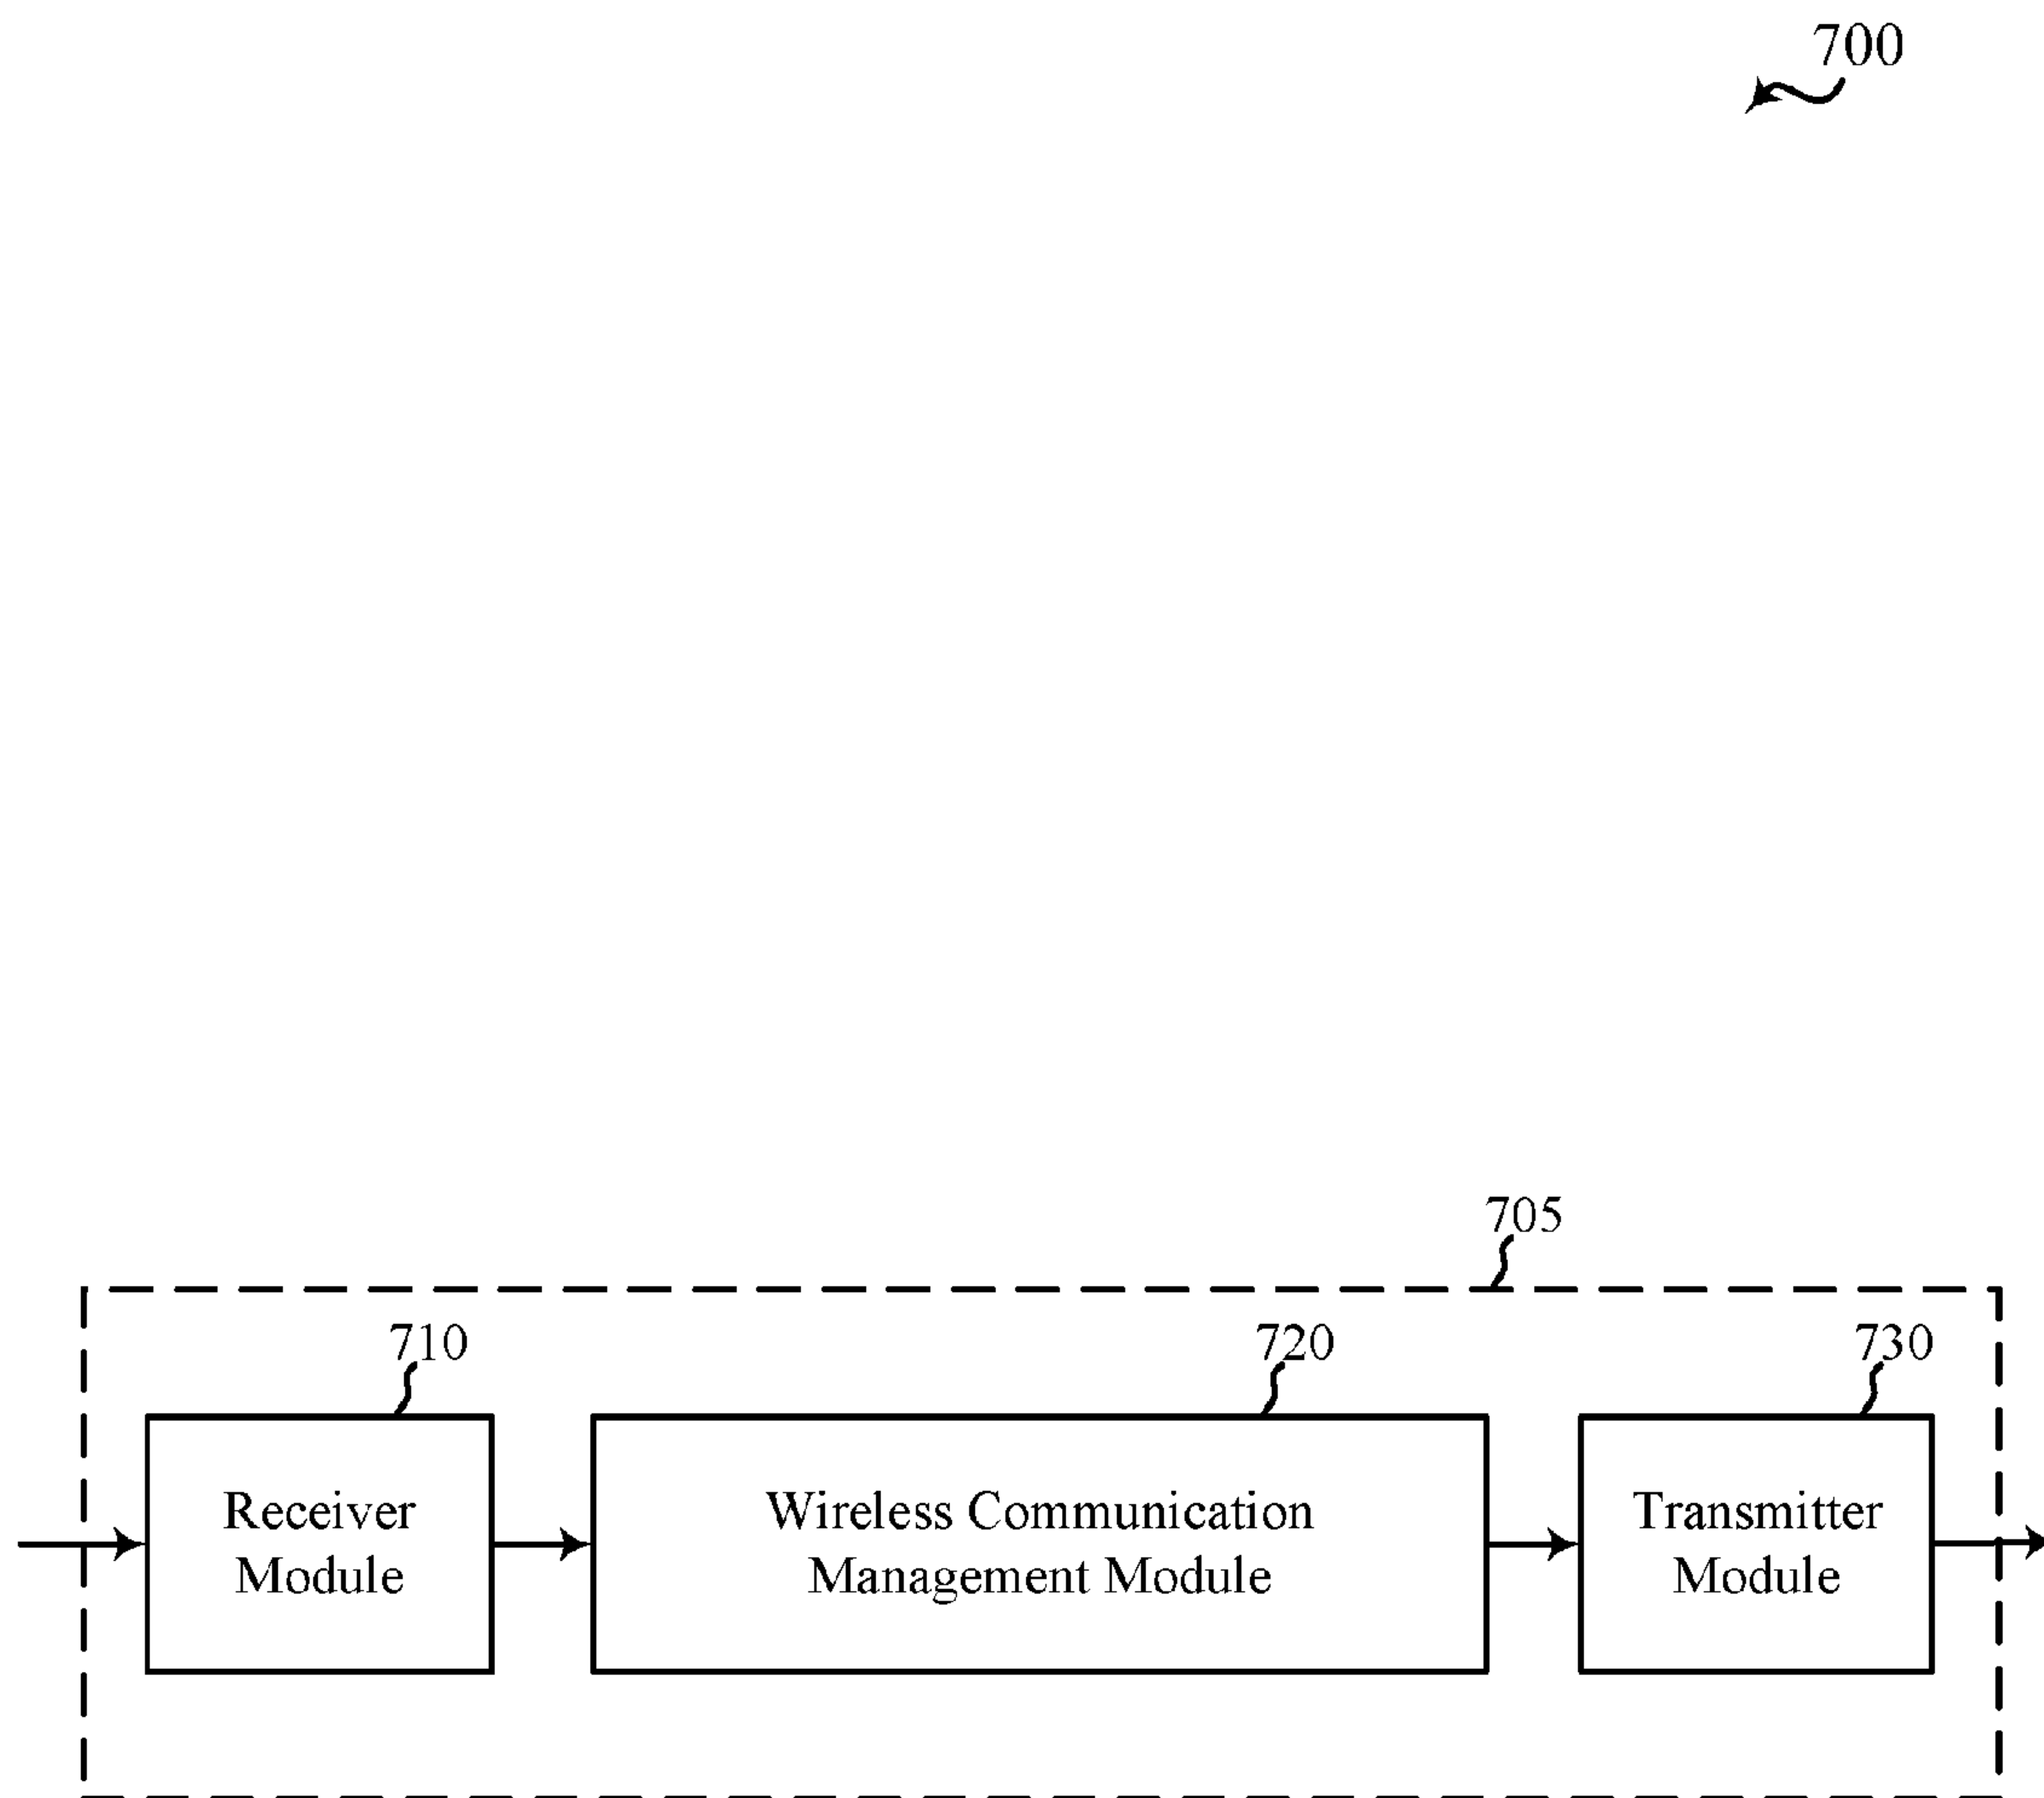 700
705
710
720
730
Receiver
Module
Wireless Communication
Management Module
Transmitter
Module